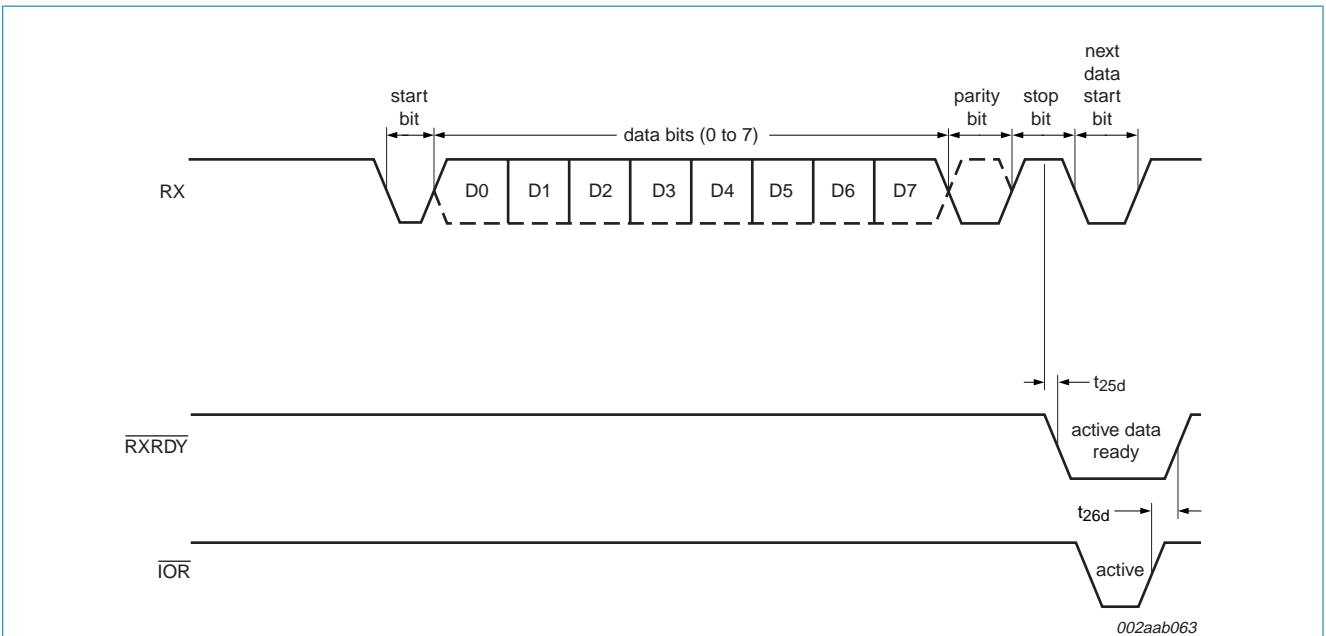 next
data
start
bit
start
bit
parity
bit
stop
bit
data bits (0 to 7)
RX
D0 D1 D2 D3 D4 D5 D6 D7
t25d
RXRDY
active data
ready
t26d
IOR
active
002aab063